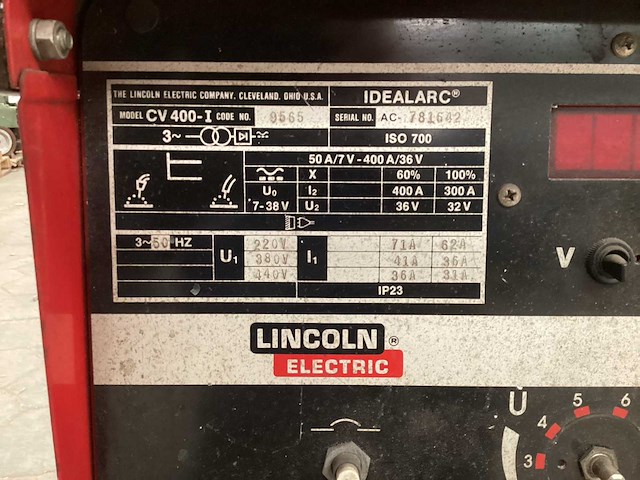 THE LINCOLN ELECTRIC COMPANY, CLEVELAND, OHIO U.S.A. IDEALARC®
MODEL CV 400-I CODE NO. 9565 SERIAL NO. AC- 781642
3~ ISO 700
50 A/7 V - 400 A/36 V
X 60% 100%
U₀ I₂ 400 A 300 A
7-38 V U₂ 36 V 32 V
3~50 HZ U₁ 220V I₁ 71A 62A
380V 41A 36A
440V 36A 31A
IP23
V
LINCOLN ®
ELECTRIC
U
3 4 5 6